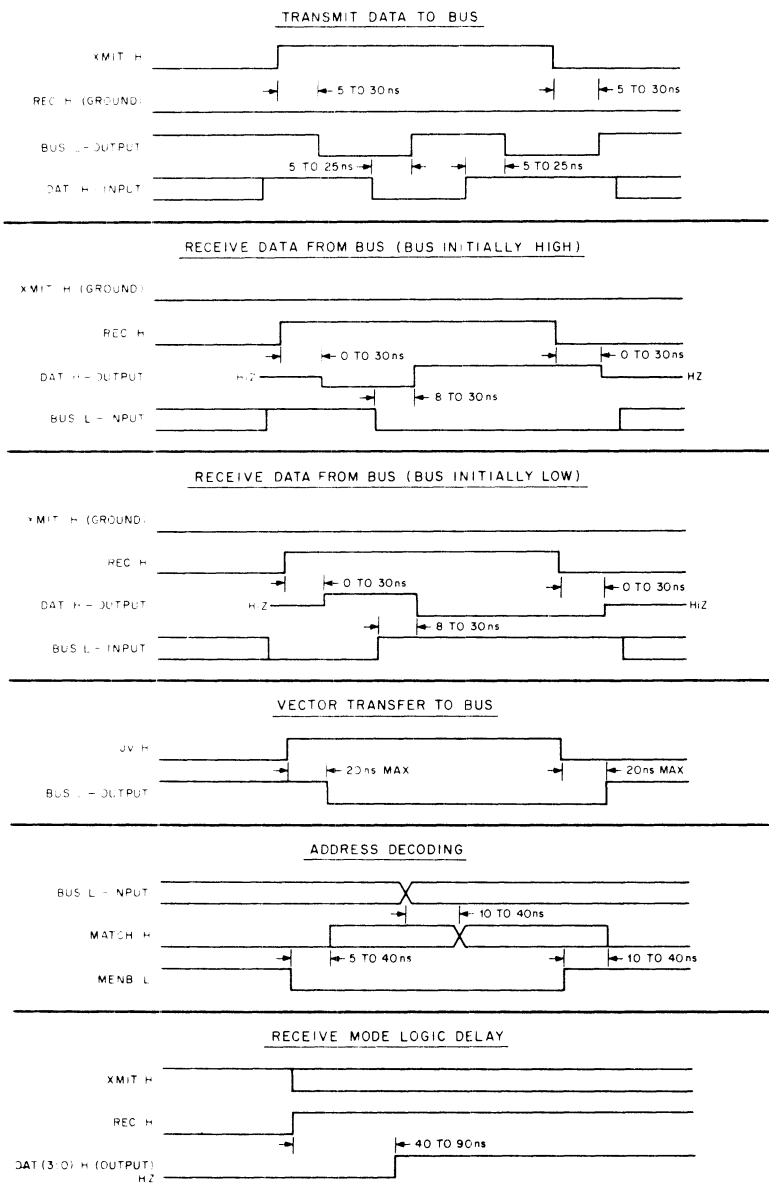 TRANSMIT DATA TO BUS
XMIT H
5 TO 30ns
5 TO 30ns
REC H (GROUND)
BUS L-OUTPUT
5 TO 25ns
5 TO 25ns
DAT H-INPUT
RECEIVE DATA FROM BUS (BUS INITIALLY HIGH)
XMIT H (GROUND)
REC H
0 TO 30ns
0 TO 30ns
DAT H-OUTPUT
HiZ
HZ
8 TO 30ns
BUS L-INPUT
RECEIVE DATA FROM BUS (BUS INITIALLY LOW)
XMIT H (GROUND)
REC H
0 TO 30ns
0 TO 30ns
DAT H-OUTPUT
HiZ
HiZ
8 TO 30ns
BUS L-INPUT
VECTOR TRANSFER TO BUS
JV H
20ns MAX
20ns MAX
BUS L-OUTPUT
ADDRESS DECODING
BUS L-INPUT
10 TO 40ns
MATCH H
5 TO 40ns
10 TO 40ns
MENB L
RECEIVE MODE LOGIC DELAY
XMIT H
REC H
40 TO 90ns
DAT (3:0) H (OUTPUT)
HZ